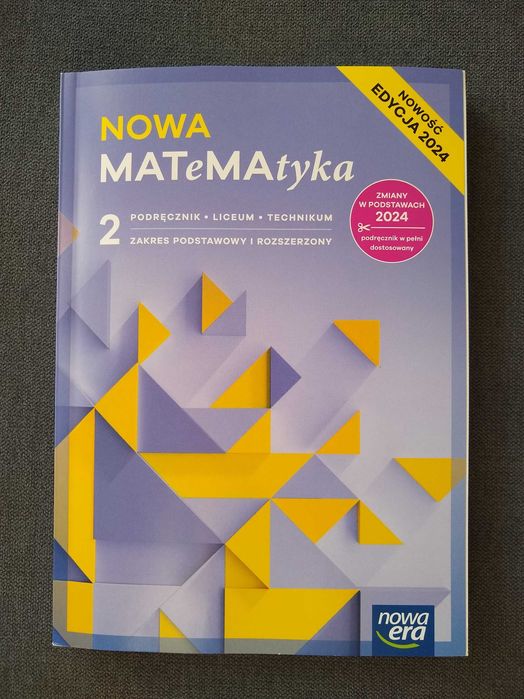 NOWOŚĆ
EDYCJA 2024
NOWA
MATeMAtyka
2
PODRĘCZNIK • LICEUM • TECHNIKUM
ZAKRES PODSTAWOWY I ROZSZERZONY
ZMIANY
W PODSTAWACH
2024
podręcznik w pełni
dostosowany
nowa
era